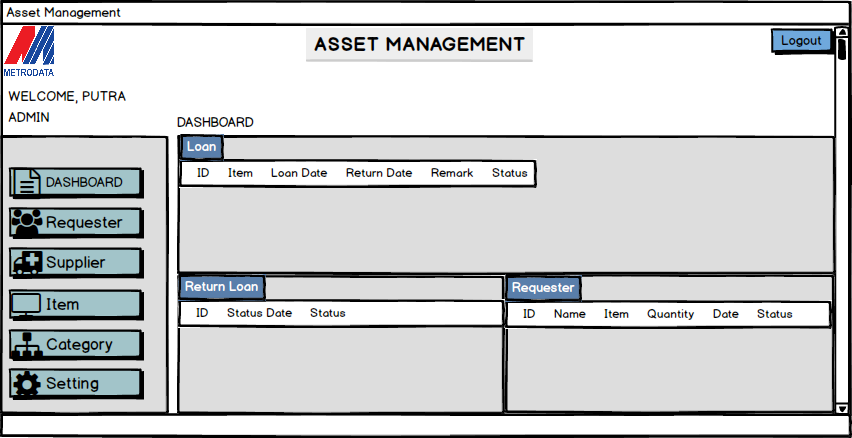 Asset Management
METRODATA
ASSET MANAGEMENT
Logout
WELCOME, PUTRA
ADMIN
DASHBOARD
DASHBOARD
Requester
Supplier
Item
Category
Setting
Loan
ID Item Loan Date Return Date Remark Status
Return Loan
ID Status Date Status
Requester
ID Name Item Quantity Date Status